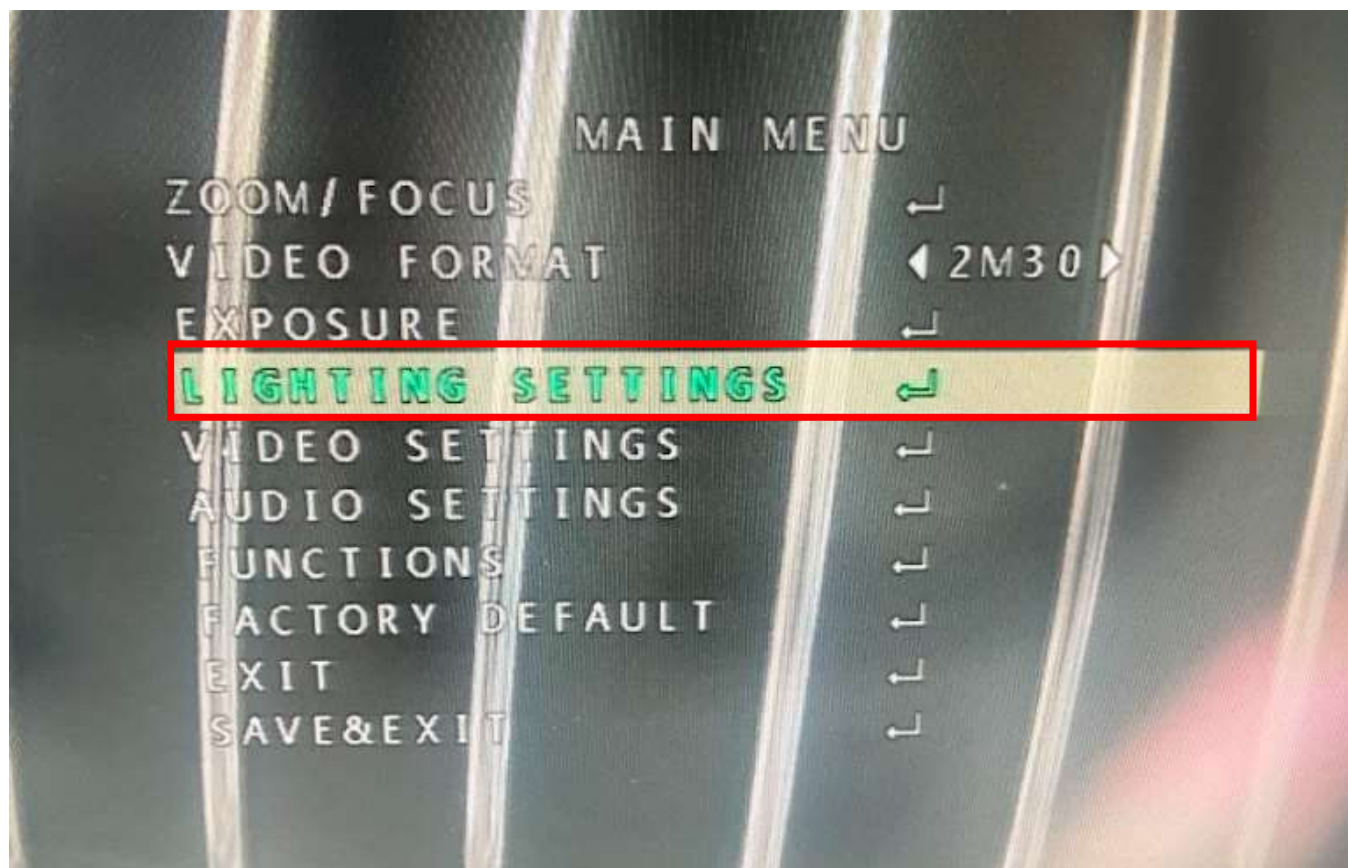 MAIN MENU
ZOOM/FOCUS ↵
VIDEO FORMAT ◀ 2M30 ▶
EXPOSURE ↵
LIGHTING SETTINGS ↵
VIDEO SETTINGS ↵
AUDIO SETTINGS ↵
FUNCTIONS ↵
FACTORY DEFAULT ↵
EXIT ↵
SAVE&EXIT ↵